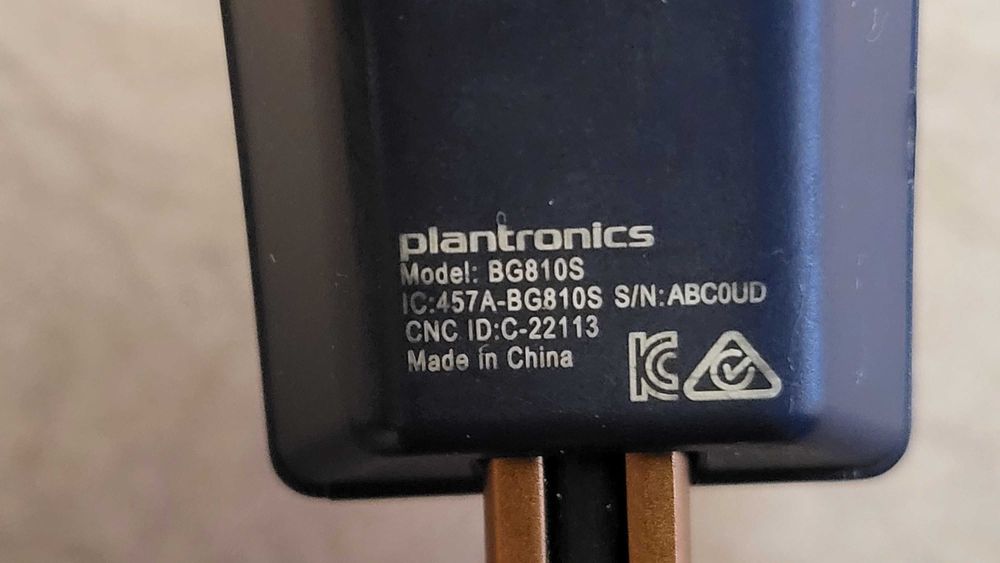 plantronics
Model: BG810S
IC:457A-BG810S S/N:ABC0UD
CNC ID:C-22113
Made in China